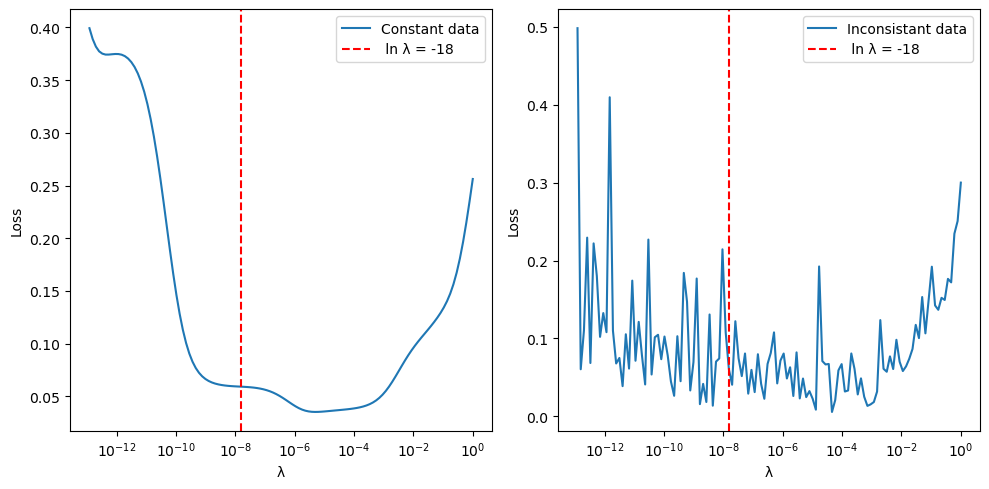 Constant data
ln λ = -18
0.40
0.35
0.30
0.25
0.20
0.15
0.10
0.05
Loss
10⁻¹² 10⁻¹⁰ 10⁻⁸ 10⁻⁶ 10⁻⁴ 10⁻² 10⁰
λ
Inconsistant data
ln λ = -18
0.5
0.4
0.3
0.2
0.1
0.0
Loss
10⁻¹² 10⁻¹⁰ 10⁻⁸ 10⁻⁶ 10⁻⁴ 10⁻² 10⁰
λ